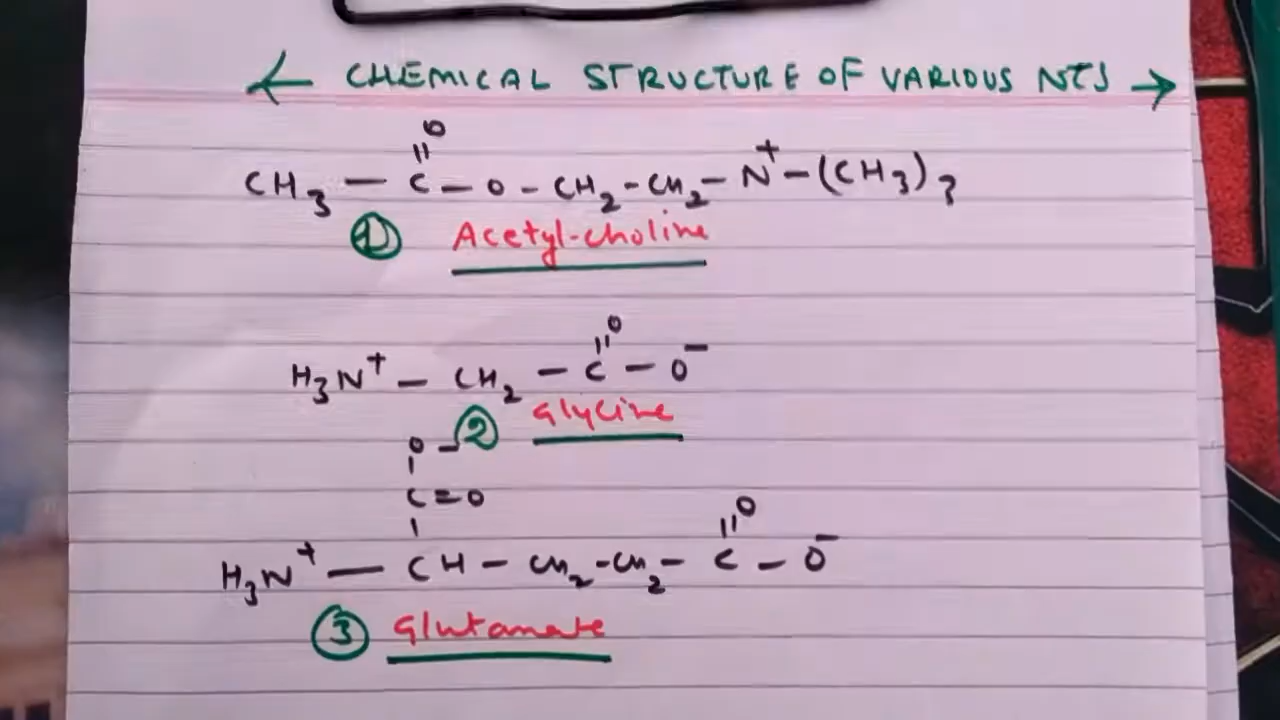 ← CHEMICAL STRUCTURE OF VARIOUS NTS →
O
||
CH3 — C — O - CH2 - CH2 - N+ - (CH3)3
① Acetyl-choline
O
||
H3N+ — CH2 — C — O−
② Glycine
O −
|
C=O
|
O
||
H3N+ — CH — CH2 - CH2 — C — O−
③ Glutamate